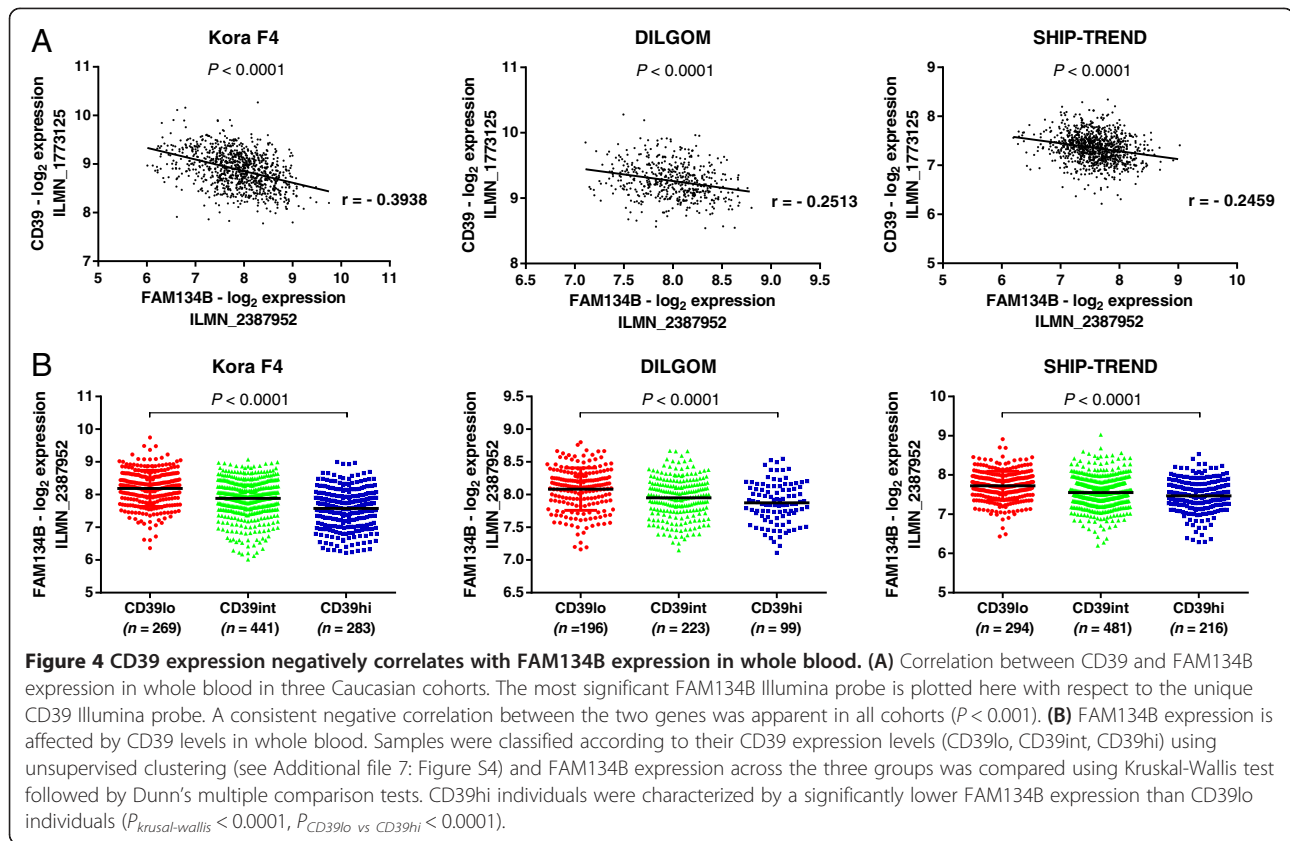 A
Kora F4
P < 0.0001
CD39 - log2 expression
ILMN_1773125
11
10
9
8
7
5
6
7
8
9
10
11
r = - 0.3938
FAM134B - log2 expression
ILMN_2387952
DILGOM
P < 0.0001
CD39 - log2 expression
ILMN_1773125
11
10
9
8
6.5
7.0
7.5
8.0
8.5
9.0
9.5
r = - 0.2513
FAM134B - log2 expression
ILMN_2387952
SHIP-TREND
P < 0.0001
CD39 - log2 expression
ILMN_1773125
9
8
7
6
5
5
6
7
8
9
10
r = - 0.2459
FAM134B - log2 expression
ILMN_2387952
B
Kora F4
P < 0.0001
FAM134B - log2 expression
ILMN_2387952
11
10
9
8
7
6
5
CD39lo
CD39int
CD39hi
(n = 269)
(n = 441)
(n = 283)
DILGOM
P < 0.0001
FAM134B - log2 expression
ILMN_2387952
9.5
9.0
8.5
8.0
7.5
7.0
6.5
CD39lo
CD39int
CD39hi
(n =196)
(n = 223)
(n = 99)
SHIP-TREND
P < 0.0001
FAM134B - log2 expression
ILMN_2387952
10
9
8
7
6
5
CD39lo
CD39int
CD39hi
(n = 294)
(n = 481)
(n = 216)
Figure 4 CD39 expression negatively correlates with FAM134B expression in whole blood. (A) Correlation between CD39 and FAM134B
expression in whole blood in three Caucasian cohorts. The most significant FAM134B Illumina probe is plotted here with respect to the unique
CD39 Illumina probe. A consistent negative correlation between the two genes was apparent in all cohorts (P < 0.001). (B) FAM134B expression is
affected by CD39 levels in whole blood. Samples were classified according to their CD39 expression levels (CD39lo, CD39int, CD39hi) using
unsupervised clustering (see Additional file 7: Figure S4) and FAM134B expression across the three groups was compared using Kruskal-Wallis test
followed by Dunn's multiple comparison tests. CD39hi individuals were characterized by a significantly lower FAM134B expression than CD39lo
individuals (Pkrusal-wallis < 0.0001, PCD39lo vs CD39hi < 0.0001).